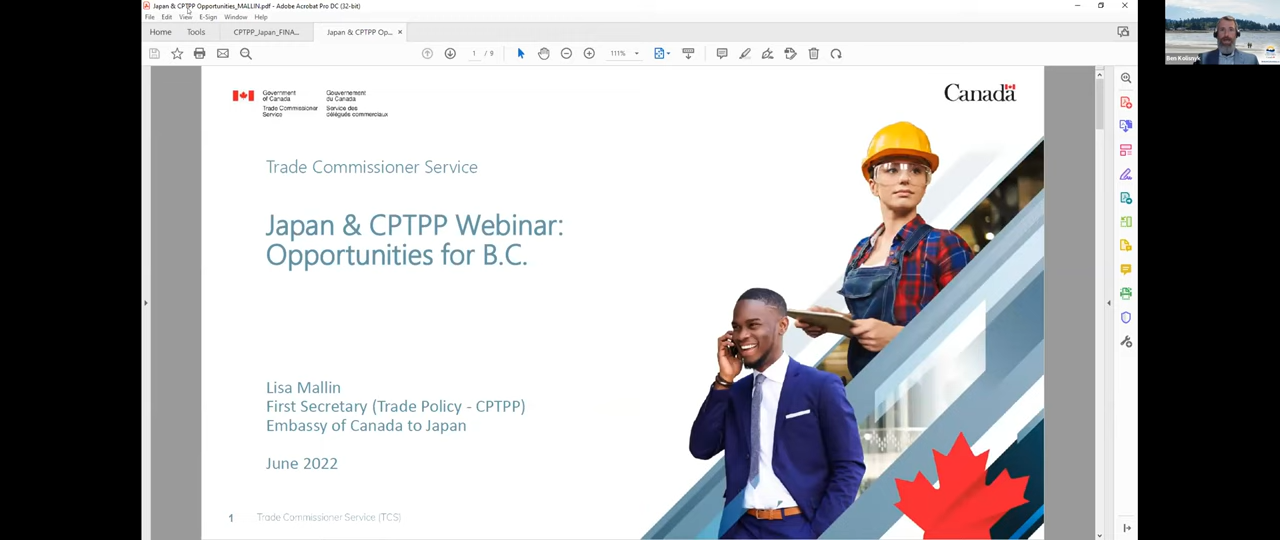 Japan & CPTPP Opportunities_MALLIN.pdf - Adobe Acrobat Pro DC (32-bit)
File Edit View E-Sign Window Help
Home Tools CPTPP_Japan_FINA... Japan & CPTPP Op... ×
1 / 9 111%
Government of Canada
Gouvernement du Canada
Trade Commissioner Service
Service des délégués commerciaux
Canada
Trade Commissioner Service
Japan & CPTPP Webinar:
Opportunities for B.C.
Lisa Mallin
First Secretary (Trade Policy - CPTPP)
Embassy of Canada to Japan
June 2022
1 Trade Commissioner Service (TCS)